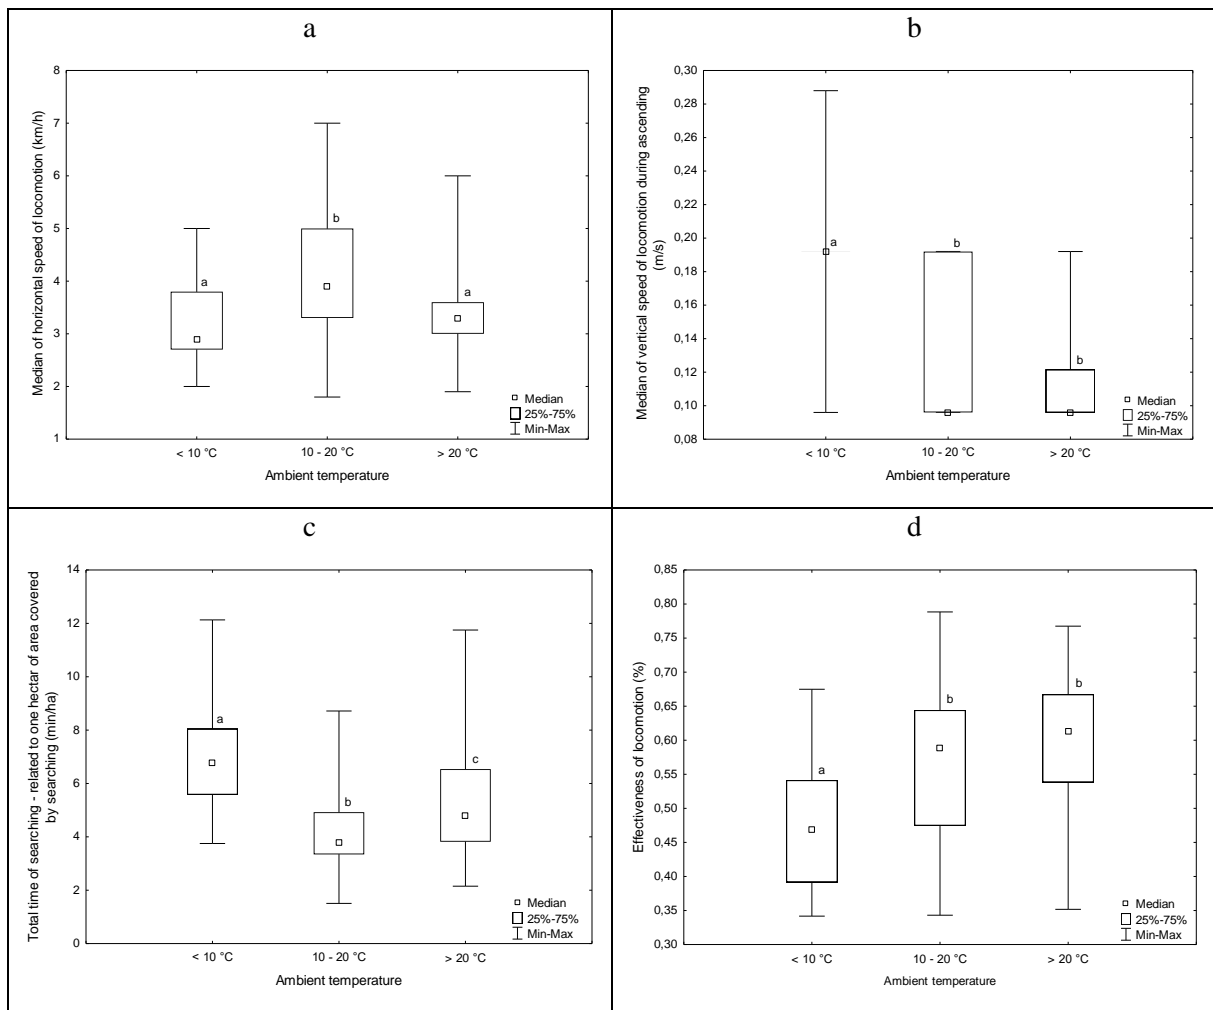 a
Median of horizontal speed of locomotion (km/h)
8
7
6
5
4
3
2
1
a
b
a
< 10 °C
10 - 20 °C
> 20 °C
Ambient temperature
Median
25%-75%
Min-Max
b
Median of vertical speed of locomotion during ascending
(m/s)
0,30
0,28
0,26
0,24
0,22
0,20
0,18
0,16
0,14
0,12
0,10
0,08
a
b
b
< 10 °C
10 - 20 °C
> 20 °C
Ambient temperature
Median
25%-75%
Min-Max
c
Total time of searching - related to one hectar of area covered
by searching (min/ha)
14
12
10
8
6
4
2
0
a
b
c
< 10 °C
10 - 20 °C
> 20 °C
Ambient temperature
Median
25%-75%
Min-Max
d
Effectiveness of locomotion (%)
0,85
0,80
0,75
0,70
0,65
0,60
0,55
0,50
0,45
0,40
0,35
0,30
a
b
b
< 10 °C
10 - 20 °C
> 20 °C
Ambient temperature
Median
25%-75%
Min-Max